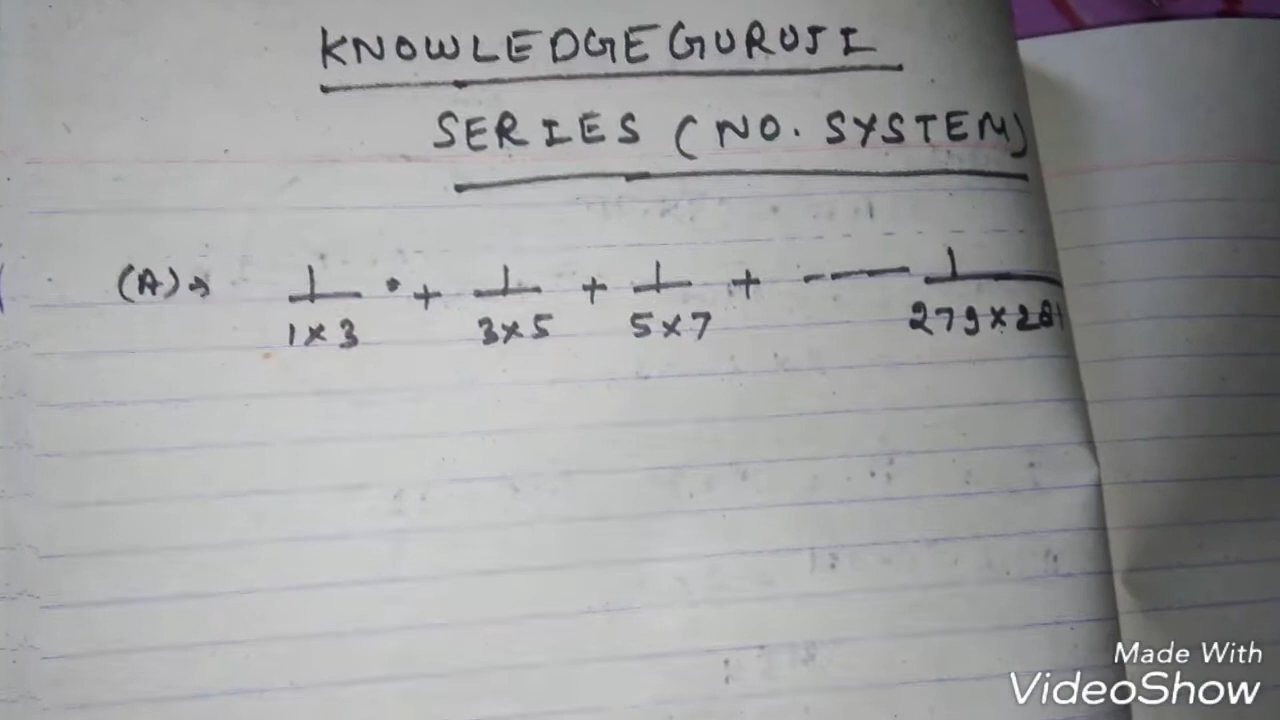 KNOWLEDGEGURUJI
SERIES (NO. SYSTEM)
(A)→ 1/1×3 + 1/3×5 + 1/5×7 + ---- 1/279×281
Made With
VideoShow